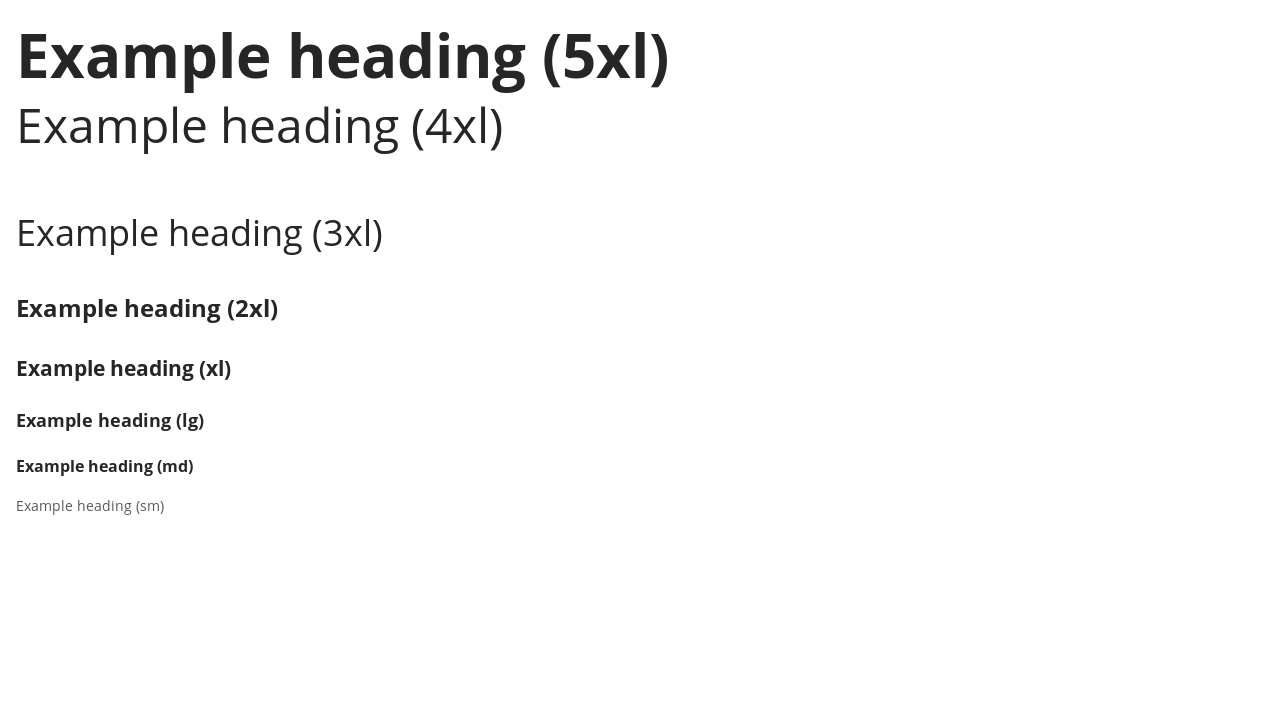 Example heading (5xl)
Example heading (4xl)
Example heading (3xl)
Example heading (2xl)
Example heading (xl)
Example heading (lg)
Example heading (md)
Example heading (sm)